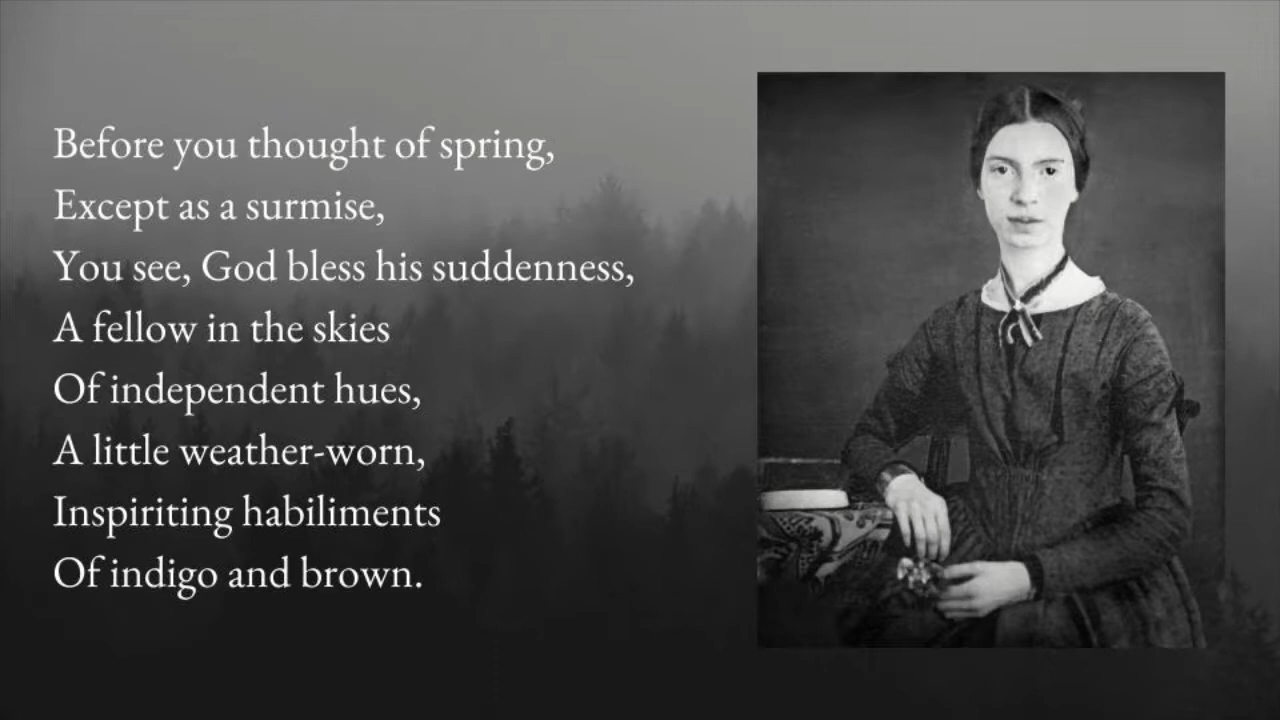 Before you thought of spring,
Except as a surmise,
You see, God bless his suddenness,
A fellow in the skies
Of independent hues,
A little weather-worn,
Inspiriting habiliments
Of indigo and brown.